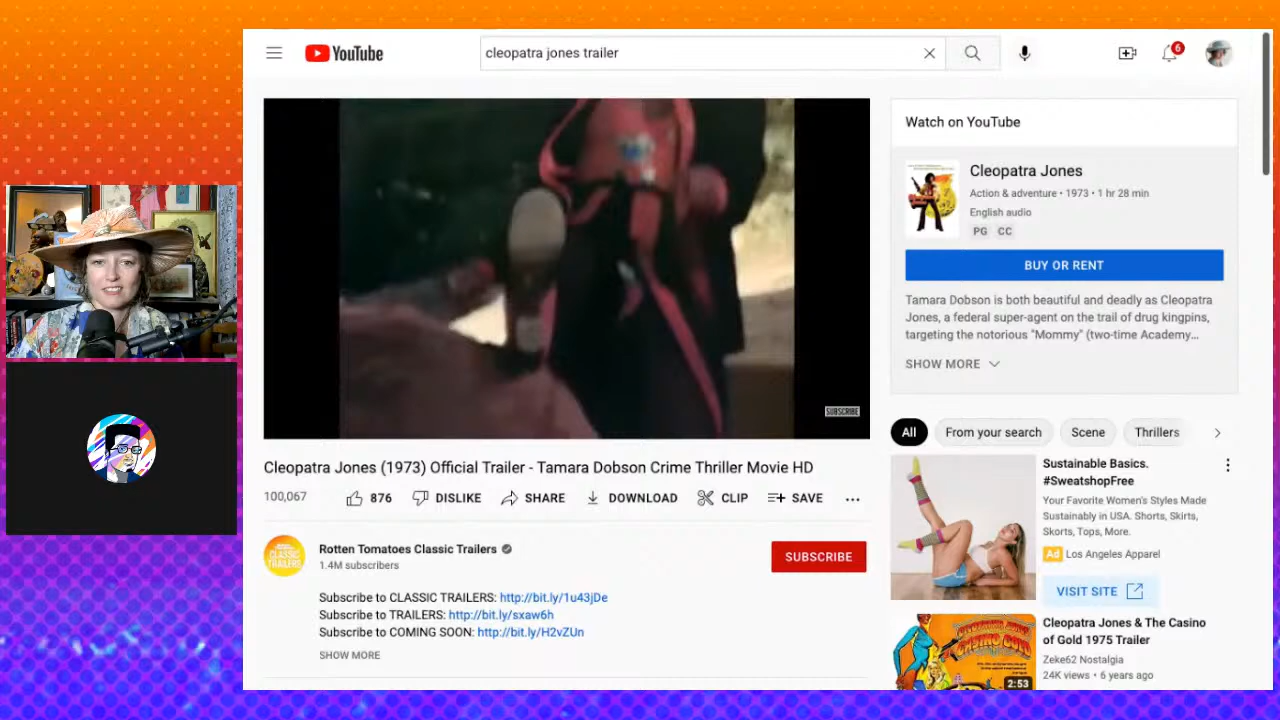 YouTube
cleopatra jones trailer
6
SUBSCRIBE
Watch on YouTube
Cleopatra Jones
Action & adventure • 1973 • 1 hr 28 min
English audio
PG CC
BUY OR RENT
Tamara Dobson is both beautiful and deadly as Cleopatra
Jones, a federal super-agent on the trail of drug kingpins,
targeting the notorious "Mommy" (two-time Academy...
SHOW MORE
All From your search Scene Thrillers
Cleopatra Jones (1973) Official Trailer - Tamara Dobson Crime Thriller Movie HD
100,067 876 DISLIKE SHARE DOWNLOAD CLIP SAVE
CLASSIC
TRAILERS
Rotten Tomatoes Classic Trailers
1.4M subscribers
SUBSCRIBE
Subscribe to CLASSIC TRAILERS: http://bit.ly/1u43jDe
Subscribe to TRAILERS: http://bit.ly/sxaw6h
Subscribe to COMING SOON: http://bit.ly/H2vZUn
SHOW MORE
Sustainable Basics.
#SweatshopFree
Your Favorite Women's Styles Made
Sustainably in USA. Shorts, Skirts,
Skorts, Tops, More.
Ad Los Angeles Apparel
VISIT SITE
2:53
Cleopatra Jones & The Casino
of Gold 1975 Trailer
Zeke62 Nostalgia
24K views • 6 years ago